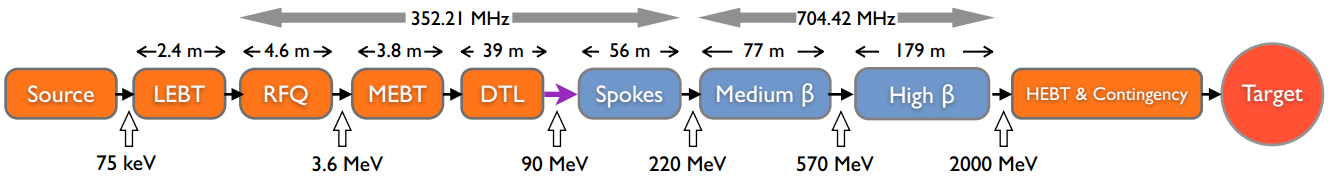 352.21 MHz 704.42 MHz
2.4 m 4.6 m 3.8 m 39 m 56 m 77 m 179 m
Source LEBT RFQ MEBT DTL Spokes Medium β High β HEBT & Contingency Target
75 keV 3.6 MeV 90 MeV 220 MeV 570 MeV 2000 MeV